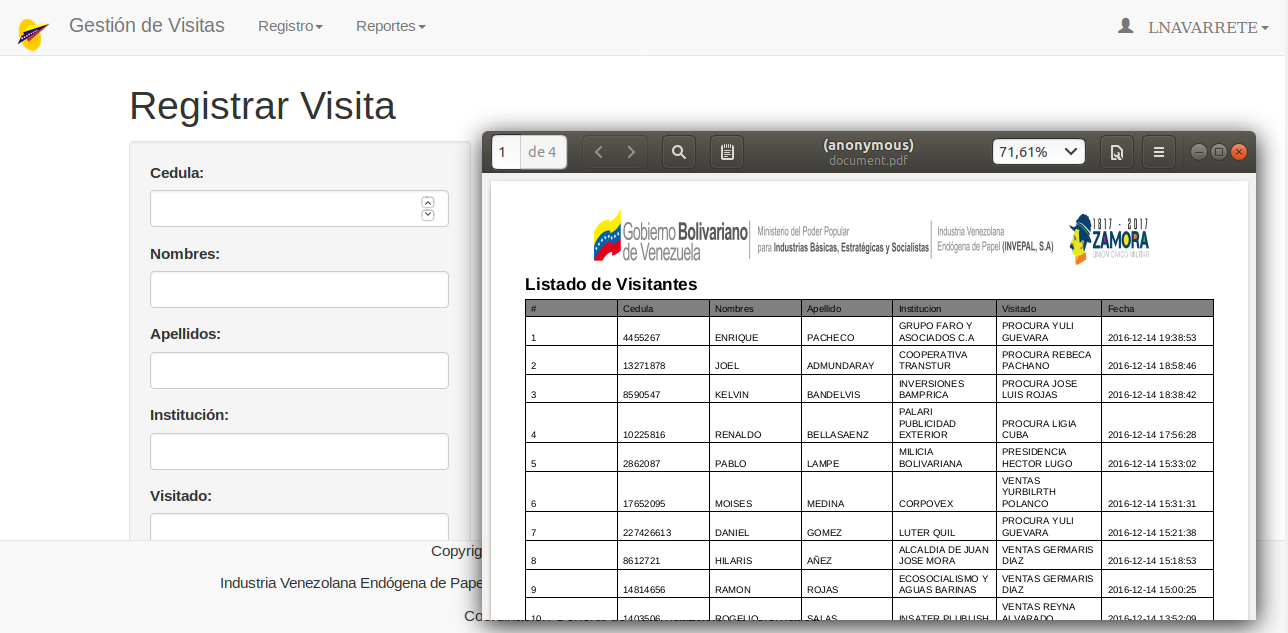 Gestión de Visitas Registro Reportes LNAVARRETE
Registrar Visita
Cedula:
Nombres:
Apellidos:
Institución:
Visitado:
Copyrig
Industria Venezolana Endógena de Pape
1 de 4 (anonymous) 71,61%
document.pdf
Gobierno Bolivariano
de Venezuela
Ministerio del Poder Popular
para Industrias Básicas, Estratégicas y Socialistas
Industria Venezolana
Endógena de Papel (INVEPAL, S.A)
1817 - 2017
ZAMORA
UNIÓN CÍVICO MILITAR
Listado de Visitantes
# Cedula Nombres Apellido Institucion Visitado Fecha
GRUPO FARO Y PROCURA YULI
1 4455267 ENRIQUE PACHECO ASOCIADOS C.A GUEVARA 2016-12-14 19:38:53
COOPERATIVA PROCURA REBECA
2 13271878 JOEL ADMUNDARAY TRANSTUR PACHANO 2016-12-14 18:58:46
INVERSIONES PROCURA JOSE
3 8590547 KELVIN BANDELVIS BAMPRICA LUIS ROJAS 2016-12-14 18:38:42
PALARI
PUBLICIDAD PROCURA LIGIA
4 10225816 RENALDO BELLASAENZ EXTERIOR CUBA 2016-12-14 17:56:28
MILICIA PRESIDENCIA
5 2862087 PABLO LAMPE BOLIVARIANA HECTOR LUGO 2016-12-14 15:33:02
VENTAS
YURBILRTH
6 17652095 MOISES MEDINA CORPOVEX POLANCO 2016-12-14 15:31:31
PROCURA YULI
7 227426613 DANIEL GOMEZ LUTER QUIL GUEVARA 2016-12-14 15:21:38
ALCALDIA DE JUAN VENTAS GERMARIS
8 8612721 HILARIS AÑEZ JOSE MORA DIAZ 2016-12-14 15:18:53
ECOSOCIALISMO Y VENTAS GERMARIS
9 14814656 RAMON ROJAS AGUAS BARINAS DIAZ 2016-12-14 15:00:25
VENTAS REYNA
10 1403506 ROGELIO SALAS INSATER PLUBLISH ALVARADO 2016-12-14 13:52:09